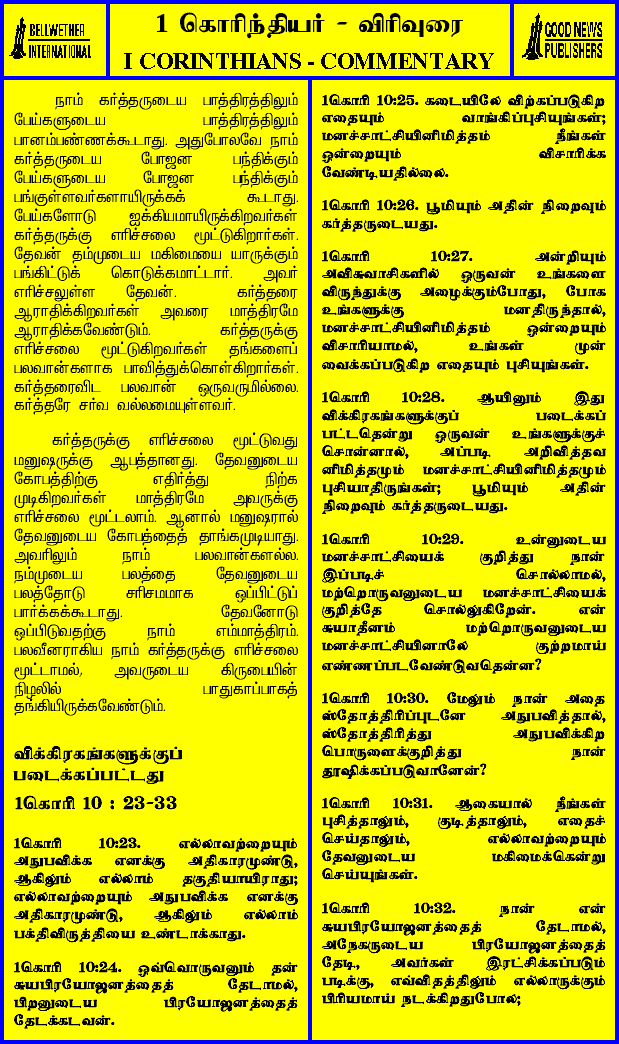 BELLWETHER
INTERNATIONAL
1 கொரிந்தியர் - விரிவுரை
I CORINTHIANS - COMMENTARY
GOOD NEWS
PUBLISHERS
நாம் கர்த்தருடைய பாத்திரத்திலும்
பேய்களுடைய பாத்திரத்திலும்
பானம்பண்ணக்கூடாது. அதுபோலவே நாம்
கர்த்தருடைய போஜன பந்திக்கும்
பேய்களுடைய போஜன பந்திக்கும்
பங்குள்ளவர்களாயிருக்கக் கூடாது.
பேய்களோடு ஐக்கியமாயிருக்கிறவர்கள்
கர்த்தருக்கு எரிச்சலை மூட்டுகிறார்கள்.
தேவன் தம்முடைய மகிமையை யாருக்கும்
பங்கிட்டுக் கொடுக்கமாட்டார். அவர்
எரிச்சலுள்ள தேவன். கர்த்தரை
ஆராதிக்கிறவர்கள் அவரை மாத்திரமே
ஆராதிக்கவேண்டும். கர்த்தருக்கு
எரிச்சலை மூட்டுகிறவர்கள் தங்களைப்
பலவான்களாக பாவித்துக்கொள்கிறார்கள்.
கர்த்தரைவிட பலவான் ஒருவருமில்லை.
கர்த்தரே சர்வ வல்லமையுள்ளவர்.
கர்த்தருக்கு எரிச்சலை மூட்டுவது
மனுஷருக்கு ஆபத்தானது. தேவனுடைய
கோபத்திற்கு எதிர்த்து நிற்க
முடிகிறவர்கள் மாத்திரமே அவருக்கு
எரிச்சலை மூட்டலாம். ஆனால் மனுஷரால்
தேவனுடைய கோபத்தைத் தாங்கமுடியாது.
அவரிலும் நாம் பலவான்களல்ல.
நம்முடைய பலத்தை தேவனுடைய
பலத்தோடு சரிசமமாக ஒப்பிட்டுப்
பார்க்கக்கூடாது. தேவனோடு
ஒப்பிடுவதற்கு நாம் எம்மாத்திரம்.
பலவீனராகிய நாம் கர்த்தருக்கு எரிச்சலை
மூட்டாமல், அவருடைய கிருபையின்
நிழலில் பாதுகாப்பாகத்
தங்கியிருக்கவேண்டும்.
விக்கிரகங்களுக்குப்
படைக்கப்பட்டது
1கொரி 10 : 23-33
1கொரி 10:23. எல்லாவற்றையும்
அநுபவிக்க எனக்கு அதிகாரமுண்டு,
ஆகிலும் எல்லாம் தகுதியாயிராது;
எல்லாவற்றையும் அநுபவிக்க எனக்கு
அதிகாரமுண்டு, ஆகிலும் எல்லாம்
பக்திவிருத்தியை உண்டாக்காது.
1கொரி 10:24. ஒவ்வொருவனும் தன்
சுயபிரயோஜனத்தைத் தேடாமல்,
பிறனுடைய பிரயோஜனத்தைத்
தேடக்கடவன்.
1கொரி 10:25. கடையிலே விற்கப்படுகிற
எதையும் வாங்கிப்புசியுங்கள்;
மனச்சாட்சியினிமித்தம் நீங்கள்
ஒன்றையும் விசாரிக்க
வேண்டியதில்லை.
1கொரி 10:26. பூமியும் அதின் நிறைவும்
கர்த்தருடையது.
1கொரி 10:27. அன்றியும்
அவிசுவாசிகளில் ஒருவன் உங்களை
விருந்துக்கு அழைக்கும்போது, போக
உங்களுக்கு மனதிருந்தால்,
மனச்சாட்சியினிமித்தம் ஒன்றையும்
விசாரியாமல், உங்கள் முன்
வைக்கப்படுகிற எதையும் புசியுங்கள்.
1கொரி 10:28. ஆயினும் இது
விக்கிரகங்களுக்குப் படைக்கப்
பட்டதென்று ஒருவன் உங்களுக்குச்
சொன்னால், அப்படி அறிவித்தவ
னிமித்தமும் மனச்சாட்சியினிமித்தமும்
புசியாதிருங்கள்; பூமியும் அதின்
நிறைவும் கர்த்தருடையது.
1கொரி 10:29. உன்னுடைய
மனச்சாட்சியைக் குறித்து நான்
இப்படிச் சொல்லாமல்,
மற்றொருவனுடைய மனச்சாட்சியைக்
குறித்தே சொல்லுகிறேன். என்
சுயாதீனம் மற்றொருவனுடைய
மனச்சாட்சியினாலே குற்றமாய்
எண்ணப்படவேண்டுவதென்ன?
1கொரி 10:30. மேலும் நான் அதை
ஸ்தோத்திரிப்புடனே அநுபவித்தால்,
ஸ்தோத்திரித்து அநுபவிக்கிற
பொருளைக்குறித்து நான்
தூஷிக்கப்படுவானேன்?
1கொரி 10:31. ஆகையால் நீங்கள்
புசித்தாலும், குடித்தாலும், எதைச்
செய்தாலும், எல்லாவற்றையும்
தேவனுடைய மகிமைக்கென்று
செய்யுங்கள்.
1கொரி 10:32. நான் என்
சுயபிரயோஜனத்தைத் தேடாமல்,
அநேகருடைய பிரயோஜனத்தைத்
தேடி, அவர்கள் இரட்சிக்கப்படும்
படிக்கு, எவ்விதத்திலும் எல்லாருக்கும்
பிரியமாய் நடக்கிறதுபோல;